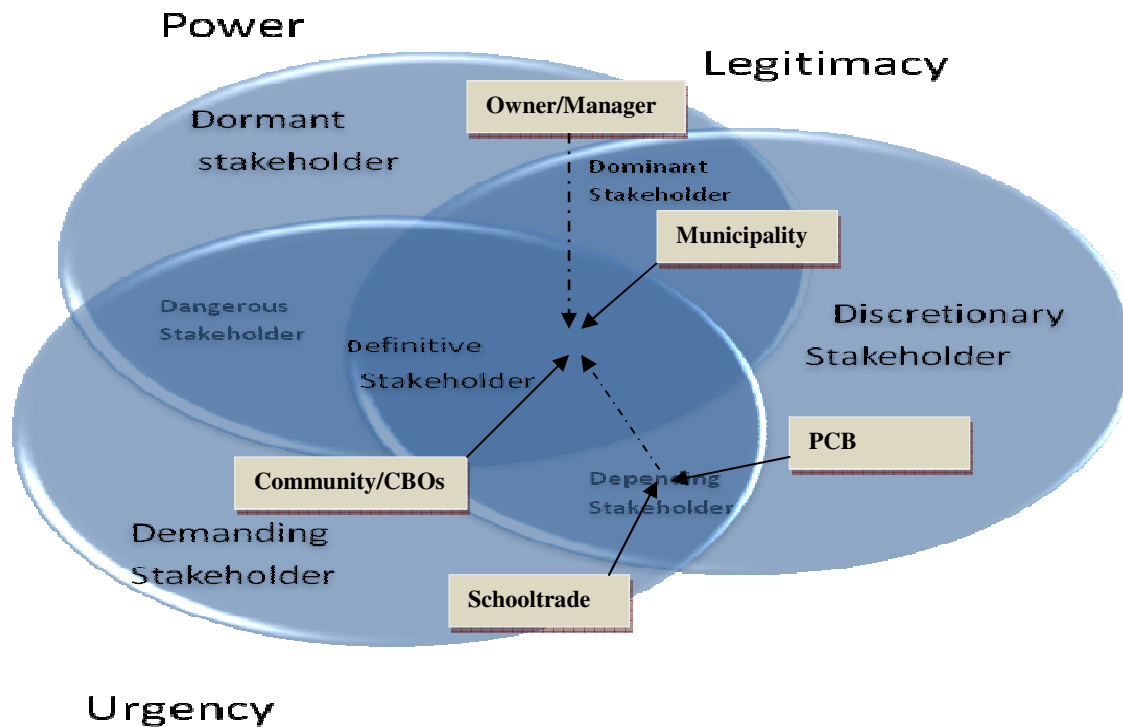 Power
Legitimacy
Owner/Manager
Dormant
stakeholder
Dominant
Stakeholder
Municipality
Dangerous
Stakeholder
Discretionary
Stakeholder
Definitive
Stakeholder
PCB
Community/CBOs
Depending
Stakeholder
Demanding
Stakeholder
Schooltrade
Urgency